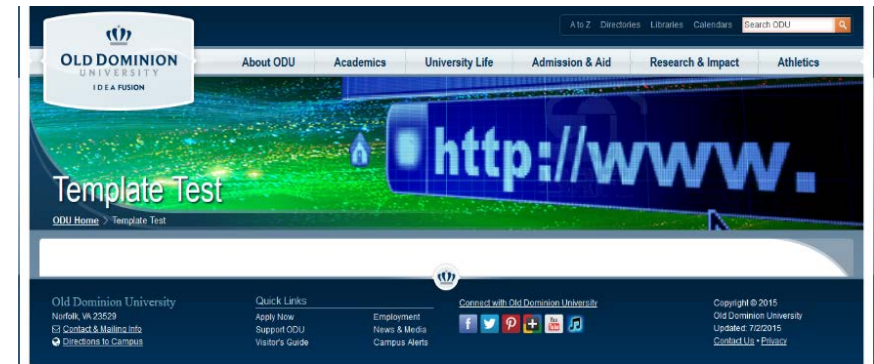 A to Z Directories Libraries Calendars Search ODU
OLD DOMINION
UNIVERSITY
IDEA FUSION
About ODU Academics University Life Admission & Aid Research & Impact Athletics
http://www.
Template Test
ODU Home > Template Test
Old Dominion University
Norfolk, VA 23529
Contact & Mailing Info
Directions to Campus
Quick Links
Apply Now
Support ODU
Visitor's Guide
Employment
News & Media
Campus Alerts
Connect with Old Dominion University
Copyright © 2015
Old Dominion University
Updated: 7/2/2015
Contact Us • Privacy